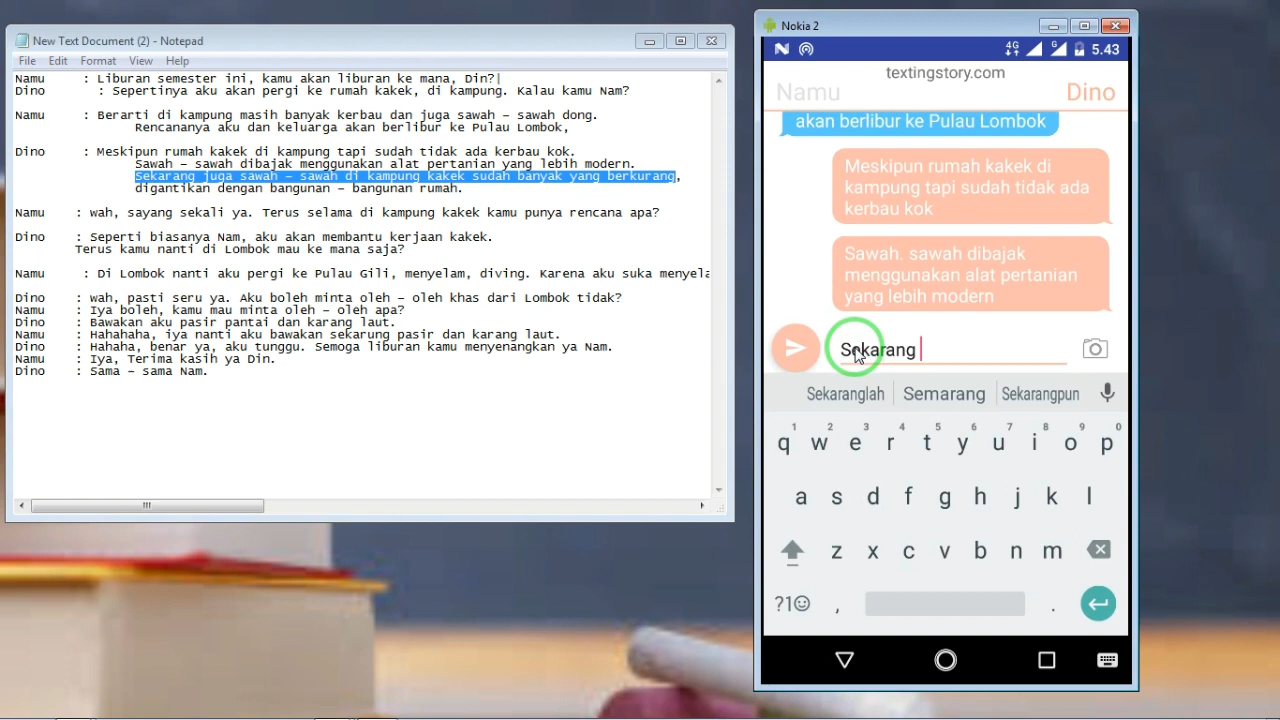 New Text Document (2) - Notepad
File Edit Format View Help
Namu : Liburan semester ini, kamu akan liburan ke mana, Din?
Dino : Sepertinya aku akan pergi ke rumah kakek, di kampung. Kalau kamu Nam?
Namu : Berarti di kampung masih banyak kerbau dan juga sawah – sawah dong.
Rencananya aku dan keluarga akan berlibur ke Pulau Lombok,
Dino : Meskipun rumah kakek di kampung tapi sudah tidak ada kerbau kok.
Sawah – sawah dibajak menggunakan alat pertanian yang lebih modern.
Sekarang juga sawah – sawah di kampung kakek sudah banyak yang berkurang,
digantikan dengan bangunan – bangunan rumah.
Namu : wah, sayang sekali ya. Terus selama di kampung kakek kamu punya rencana apa?
Dino : Seperti biasanya Nam, aku akan membantu kerjaan kakek.
Terus kamu nanti di Lombok mau ke mana saja?
Namu : Di Lombok nanti aku pergi ke Pulau Gili, menyelam, diving. Karena aku suka menyela
Dino : wah, pasti seru ya. Aku boleh minta oleh – oleh khas dari Lombok tidak?
Namu : Iya boleh, kamu mau minta oleh – oleh apa?
Dino : Bawakan aku pasir pantai dan karang laut.
Namu : Hahahaha, iya nanti aku bawakan sekarung pasir dan karang laut.
Dino : Hahaha, benar ya, aku tunggu. Semoga liburan kamu menyenangkan ya Nam.
Namu : Iya, Terima kasih ya Din.
Dino : Sama – sama Nam.
Nokia 2
4G G 5.43
textingstory.com
Namu Dino
akan berlibur ke Pulau Lombok
Meskipun rumah kakek di
kampung tapi sudah tidak ada
kerbau kok
Sawah. sawah dibajak
menggunakan alat pertanian
yang lebih modern
Sekarang
Sekaranglah Semarang Sekarangpun
1 2 3 4 5 6 7 8 9 0
q w e r t y u i o p
a s d f g h j k l
z x c v b n m
?1☺ , .